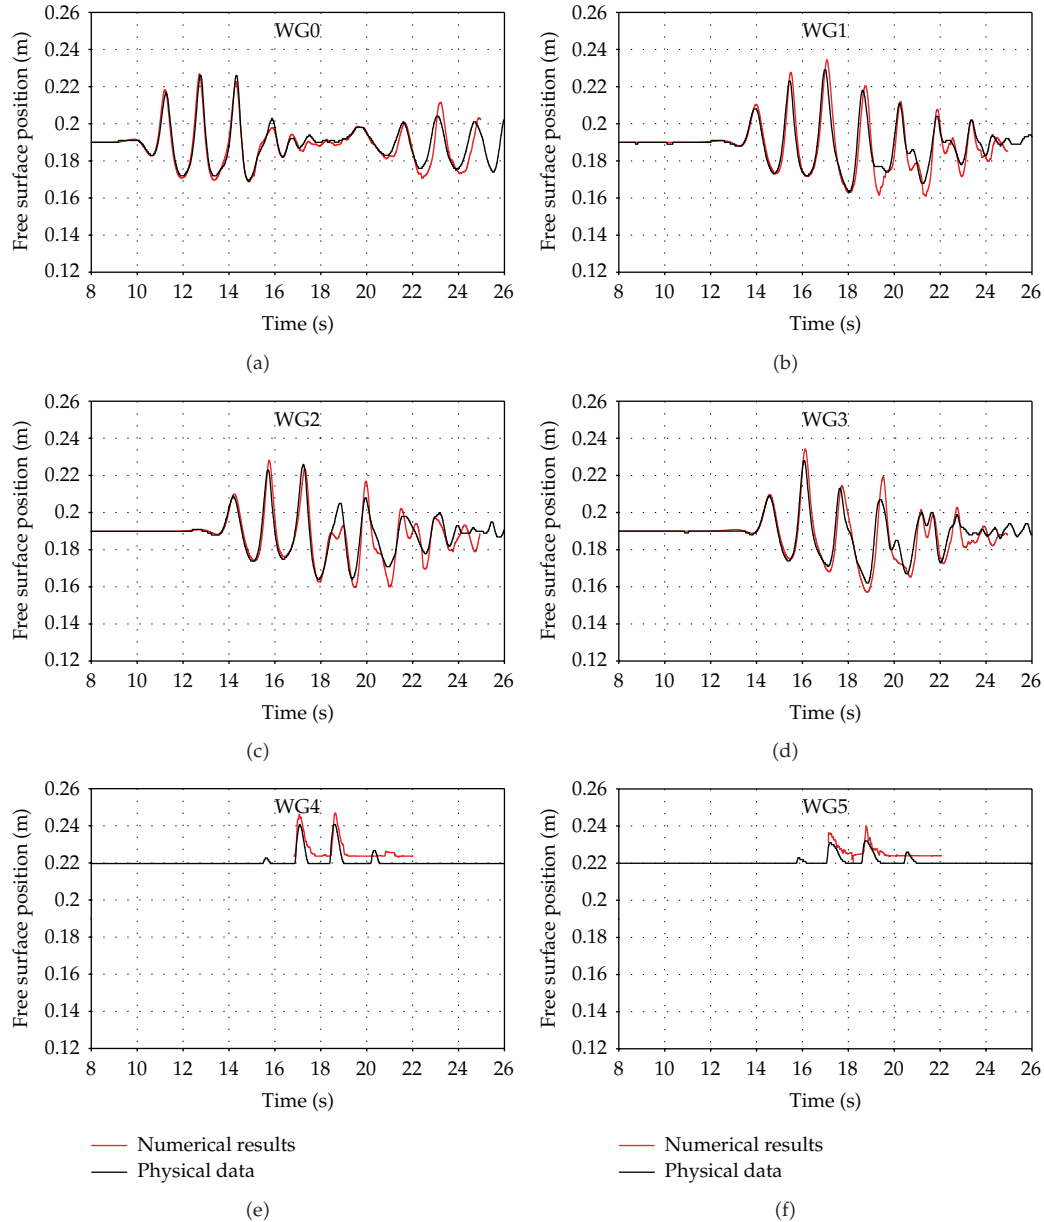 WG0
Free surface position (m)
0.26
0.24
0.22
0.2
0.18
0.16
0.14
0.12
8 10 12 14 16 18 20 22 24 26
Time (s)
(a)
WG1
Free surface position (m)
0.26
0.24
0.22
0.2
0.18
0.16
0.14
0.12
8 10 12 14 16 18 20 22 24 26
Time (s)
(b)
WG2
Free surface position (m)
0.26
0.24
0.22
0.2
0.18
0.16
0.14
0.12
8 10 12 14 16 18 20 22 24 26
Time (s)
(c)
WG3
Free surface position (m)
0.26
0.24
0.22
0.2
0.18
0.16
0.14
0.12
8 10 12 14 16 18 20 22 24 26
Time (s)
(d)
WG4
Free surface position (m)
0.26
0.24
0.22
0.2
0.18
0.16
0.14
0.12
8 10 12 14 16 18 20 22 24 26
Time (s)
Numerical results
Physical data
(e)
WG5
Free surface position (m)
0.26
0.24
0.22
0.2
0.18
0.16
0.14
0.12
8 10 12 14 16 18 20 22 24 26
Time (s)
Numerical results
Physical data
(f)